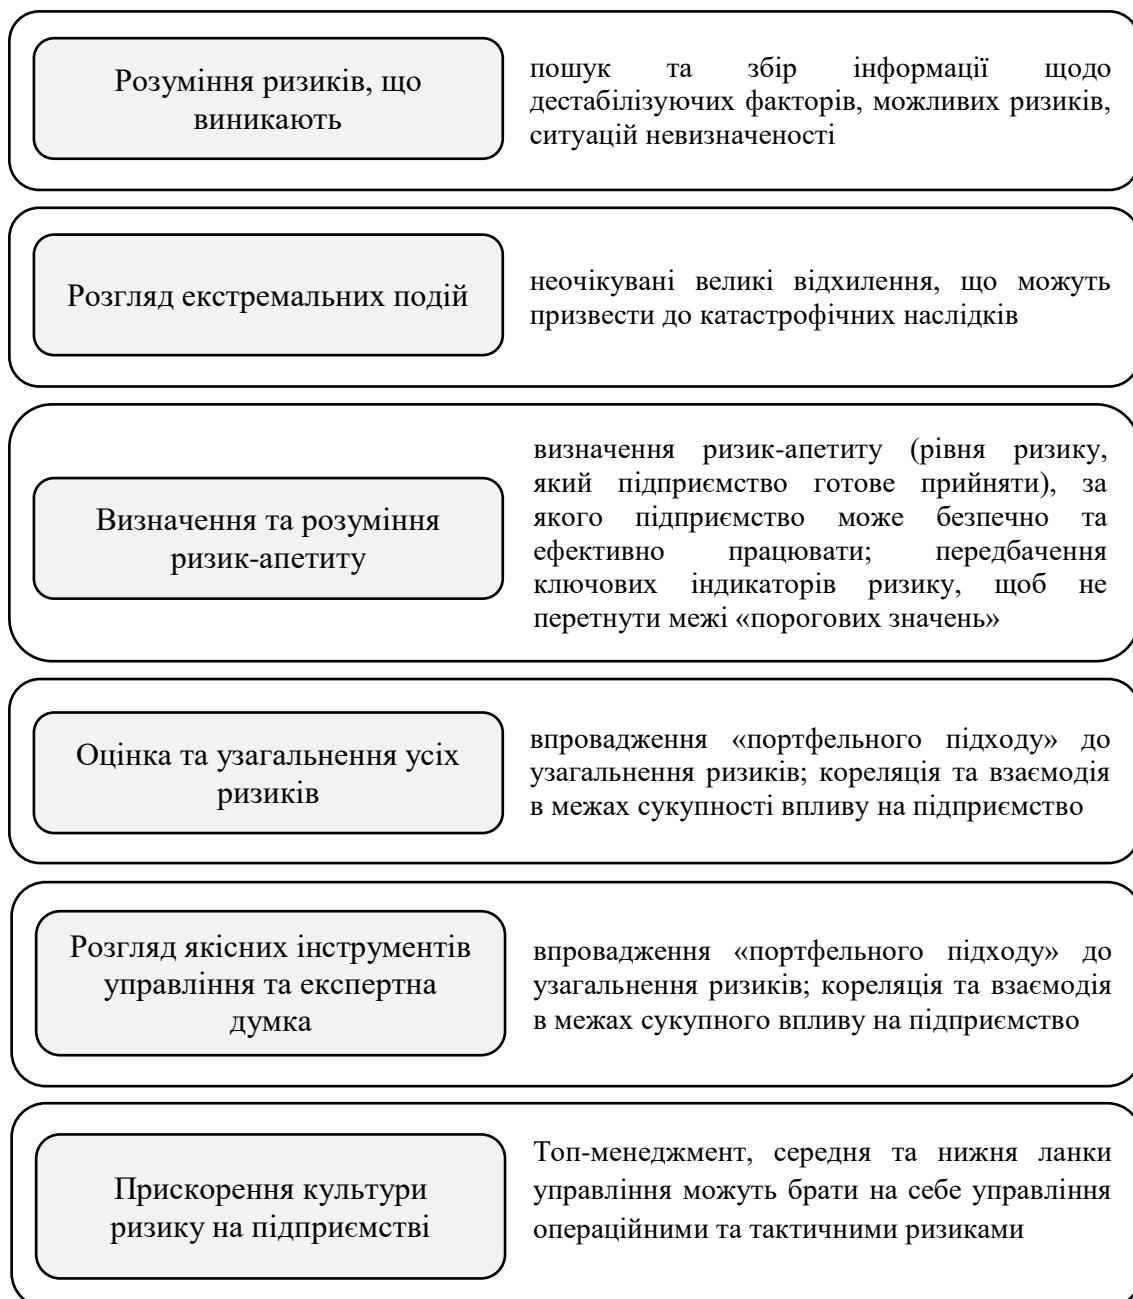 Розуміння ризиків, що
виникають
пошук та збір інформації щодо
дестабілізуючих факторів, можливих ризиків,
ситуацій невизначеності
Розгляд екстремальних подій
неочікувані великі відхилення, що можуть
призвести до катастрофічних наслідків
Визначення та розуміння
ризик-апетиту
визначення ризик-апетиту (рівня ризику,
який підприємство готове прийняти), за
якого підприємство може безпечно та
ефективно працювати; передбачення
ключових індикаторів ризику, щоб не
перетнути межі «порогових значень»
Оцінка та узагальнення усіх
ризиків
впровадження «портфельного підходу» до
узагальнення ризиків; кореляція та взаємодія
в межах сукупності впливу на підприємство
Розгляд якісних інструментів
управління та експертна
думка
впровадження «портфельного підходу» до
узагальнення ризиків; кореляція та взаємодія
в межах сукупного впливу на підприємство
Прискорення культури
ризику на підприємстві
Топ-менеджмент, середня та нижня ланки
управління можуть брати на себе управління
операційними та тактичними ризиками